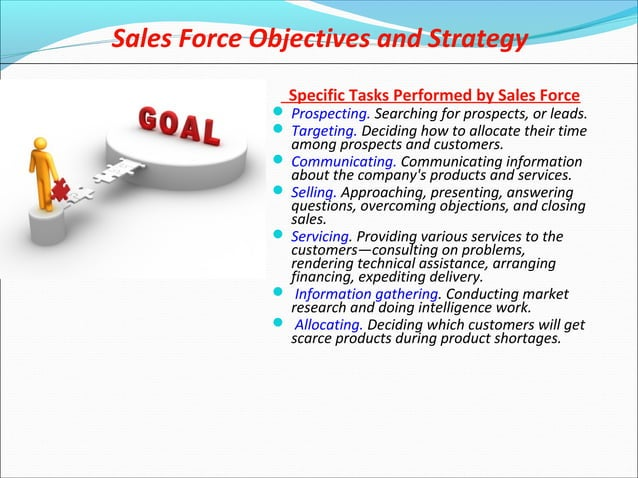 Sales Force Objectives and Strategy
GOAL
Specific Tasks Performed by Sales Force
Prospecting. Searching for prospects, or leads.
Targeting. Deciding how to allocate their time
among prospects and customers.
Communicating. Communicating information
about the company's products and services.
Selling. Approaching, presenting, answering
questions, overcoming objections, and closing
sales.
Servicing. Providing various services to the
customers—consulting on problems,
rendering technical assistance, arranging
financing, expediting delivery.
Information gathering. Conducting market
research and doing intelligence work.
Allocating. Deciding which customers will get
scarce products during product shortages.